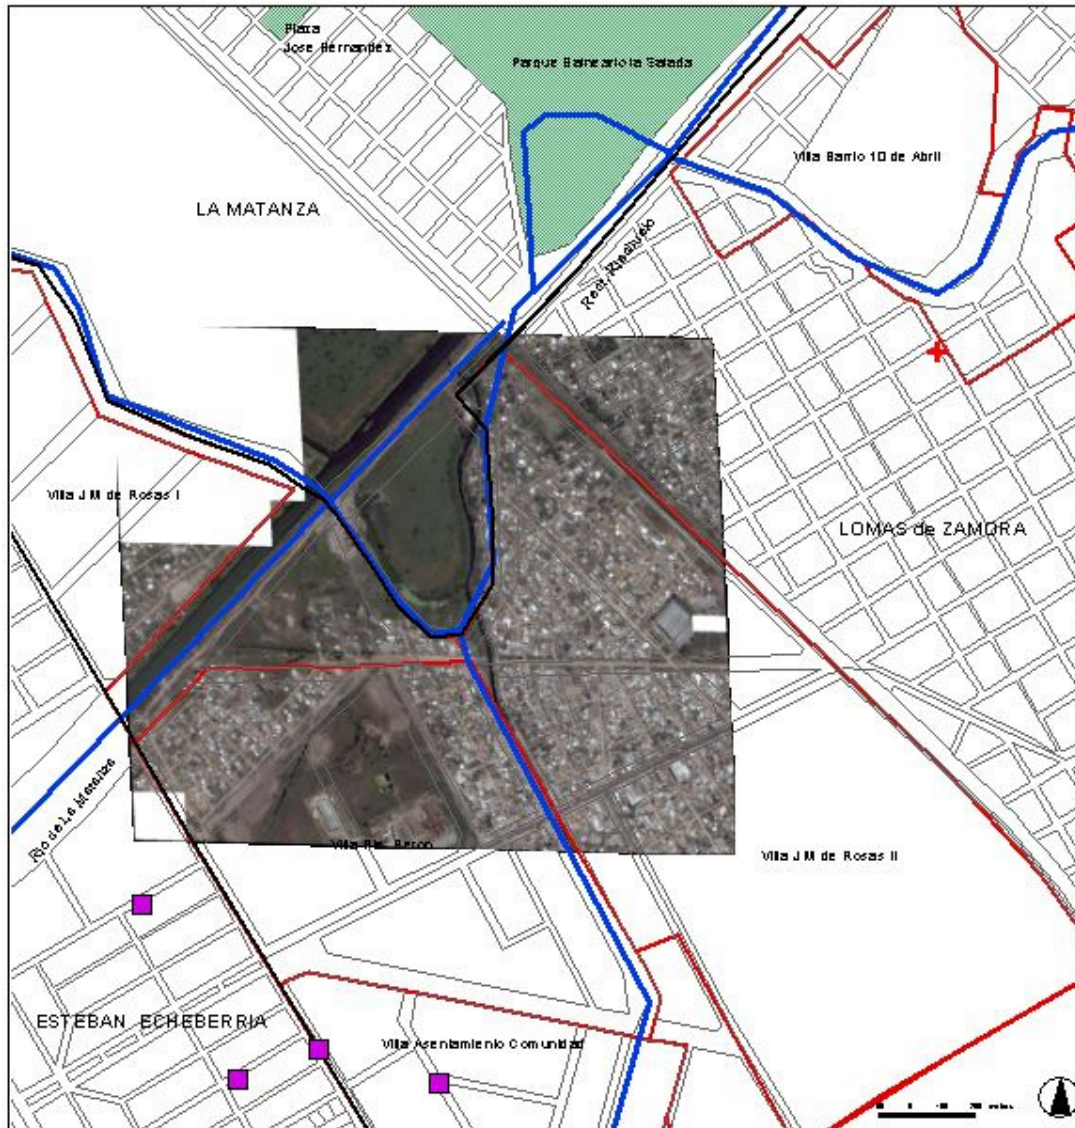 Plaza
Jose Hernandez
Parque Balneario la Salada
Villa Barrio 10 de Abril
LA MATANZA
Rect. Riachuelo
Villa J M de Rosas I
LOMAS de ZAMORA
Rio de La Matanza
Villa J M de Rosas II
ESTEBAN ECHEBERRIA
Villa Asentamiento Comunidad